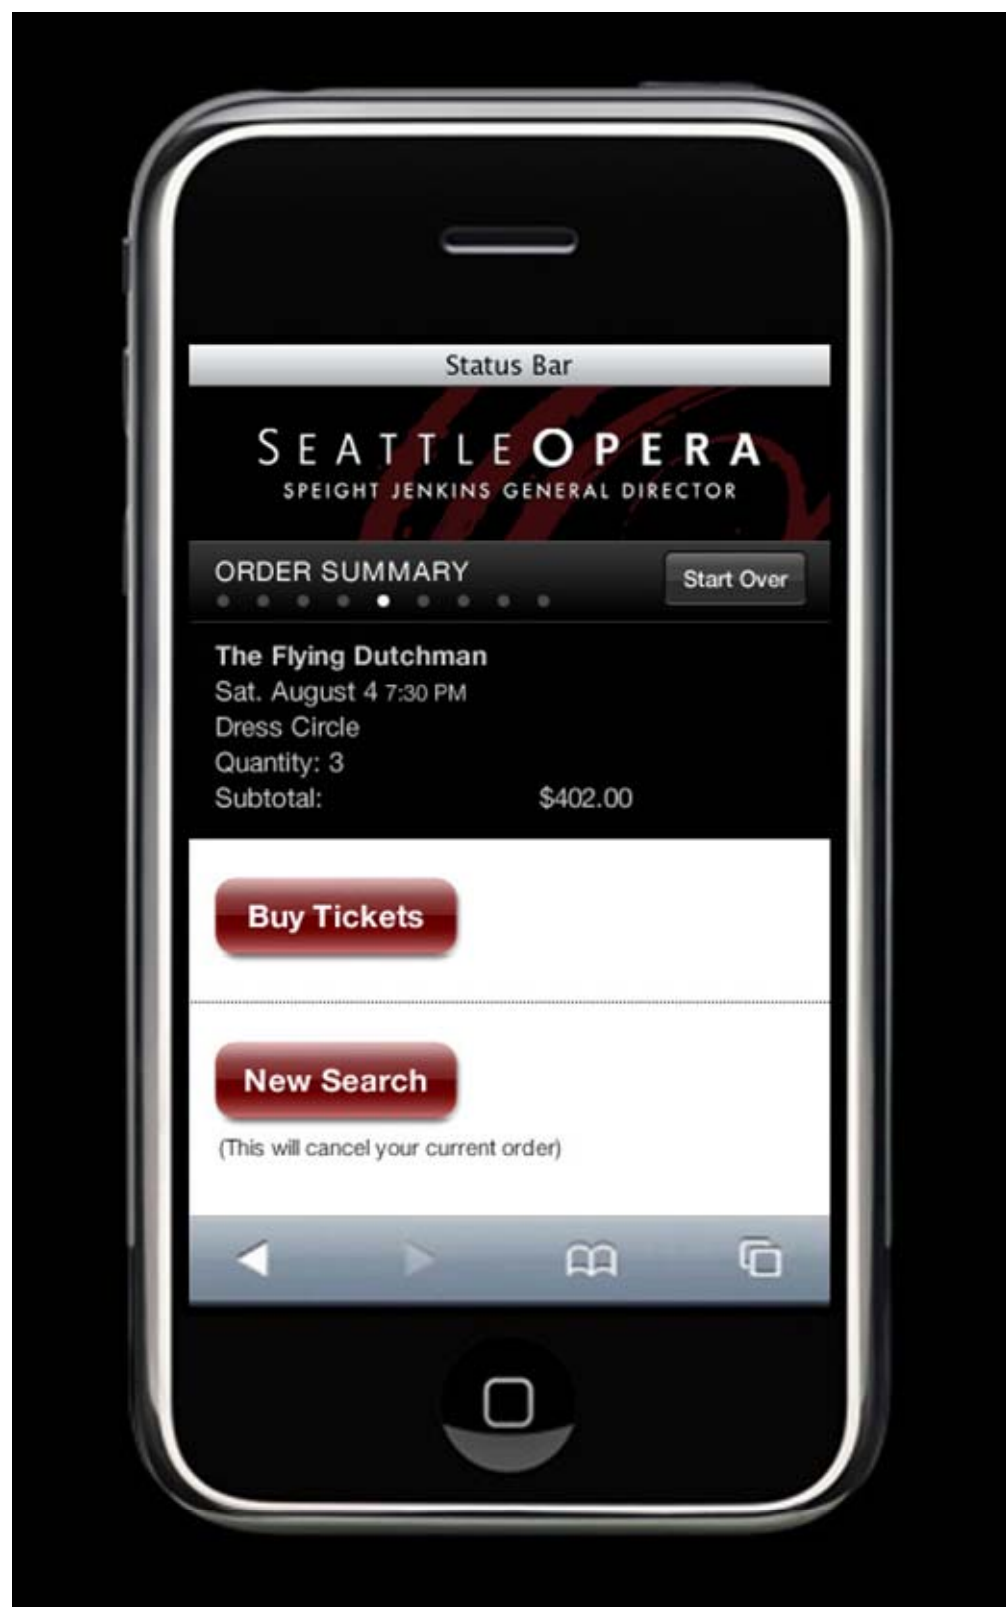 Status Bar
SEATTLE OPERA
SPEIGHT JENKINS GENERAL DIRECTOR
ORDER SUMMARY
Start Over
The Flying Dutchman
Sat. August 4 7:30 PM
Dress Circle
Quantity: 3
Subtotal: $402.00
Buy Tickets
New Search
(This will cancel your current order)